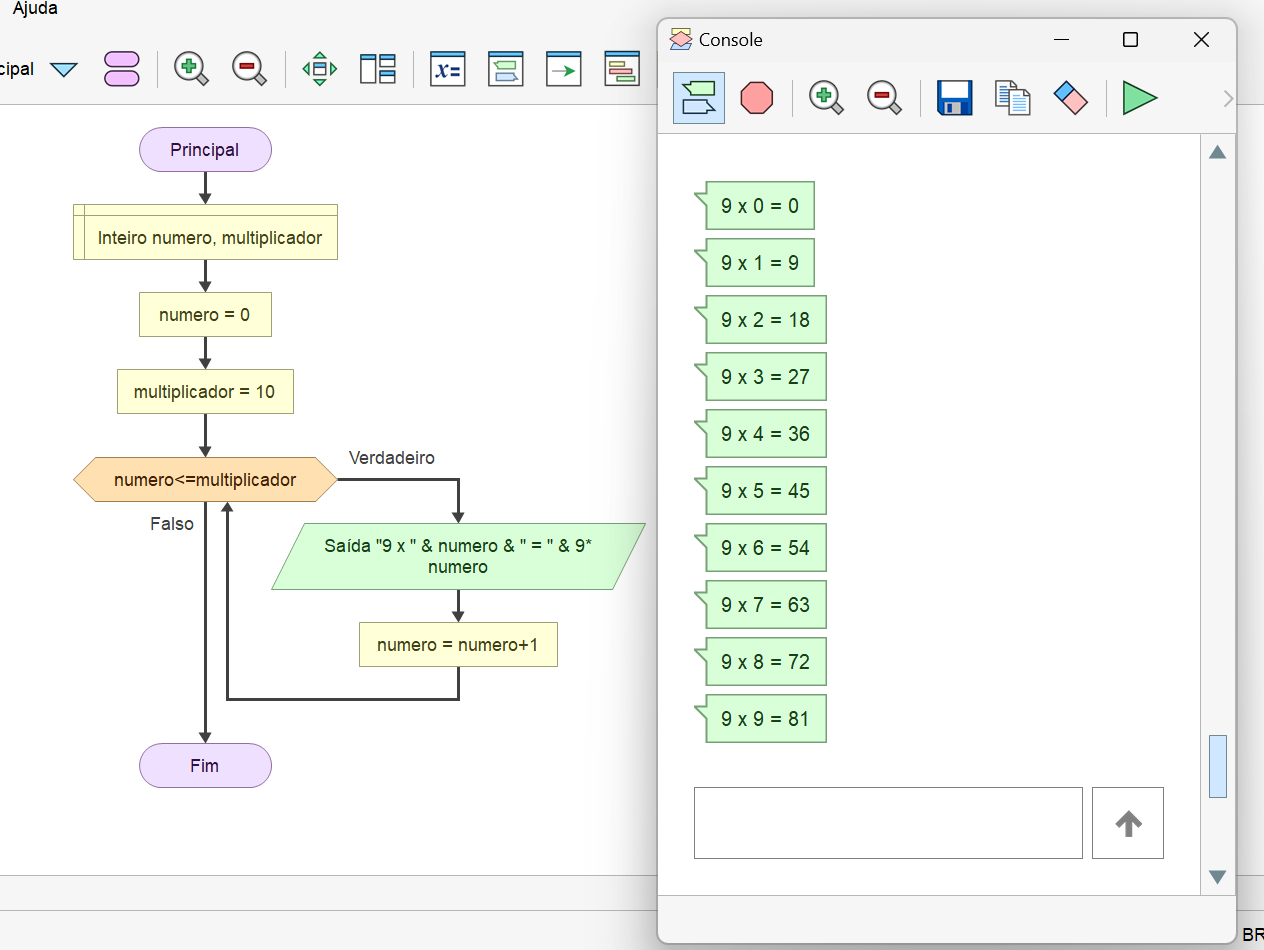 Ajuda
cipal
x=
Principal
Inteiro numero, multiplicador
numero = 0
multiplicador = 10
numero<=multiplicador
Verdadeiro
Falso
Saída "9 x " & numero & " = " & 9*
numero
numero = numero+1
Fim
Console
9 x 0 = 0
9 x 1 = 9
9 x 2 = 18
9 x 3 = 27
9 x 4 = 36
9 x 5 = 45
9 x 6 = 54
9 x 7 = 63
9 x 8 = 72
9 x 9 = 81
BR